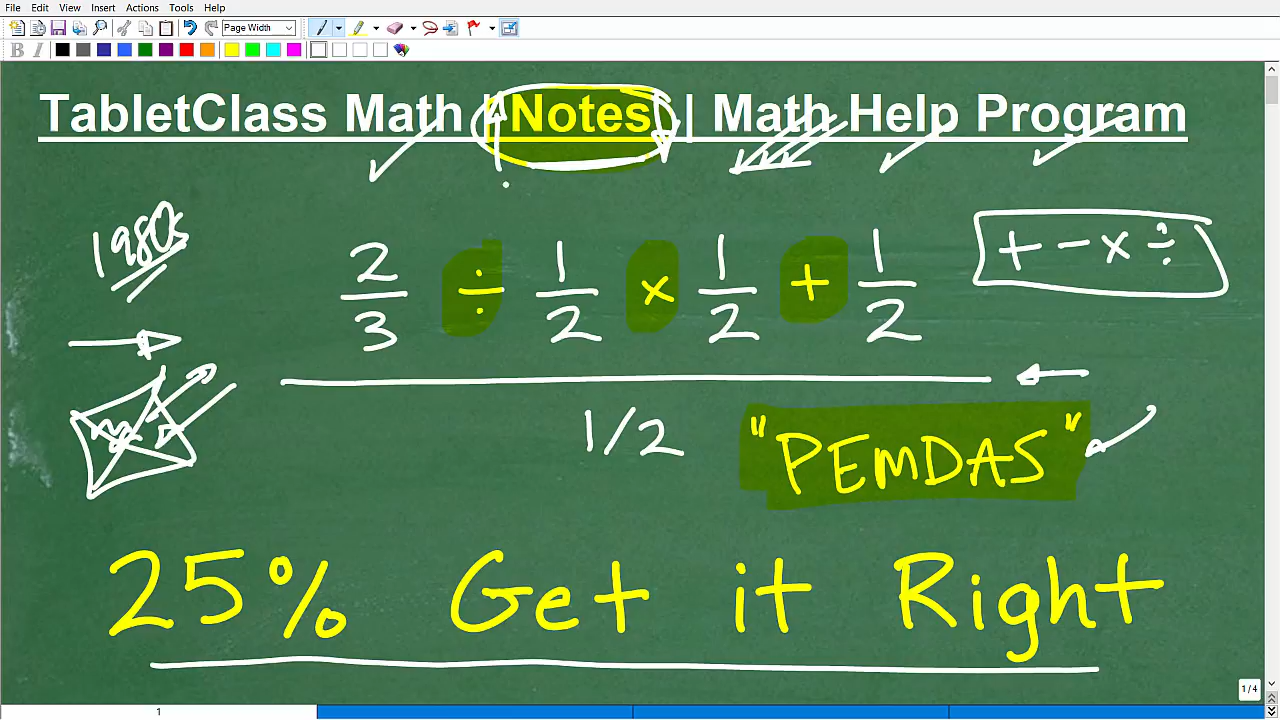 File Edit View Insert Actions Tools Help
Page Width
B I
TabletClass Math | Notes | Math Help Program
1980s
2/3 ÷ 1/2 × 1/2 + 1/2
+ - × ÷
1/2
"PEMDAS"
25% Get it Right
1/4
1